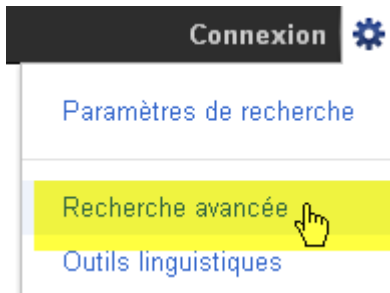 Connexion
Paramètres de recherche
Recherche avancée
Outils linguistiques